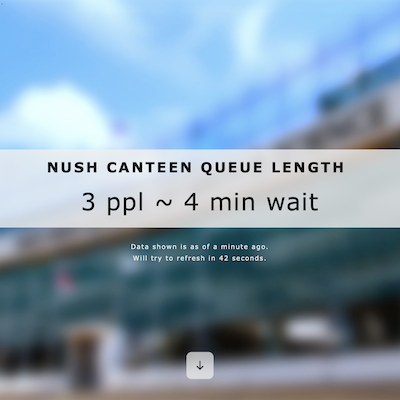 NUSH CANTEEN QUEUE LENGTH
3 ppl ~ 4 min wait
Data shown is as of a minute ago.
Will try to refresh in 42 seconds.